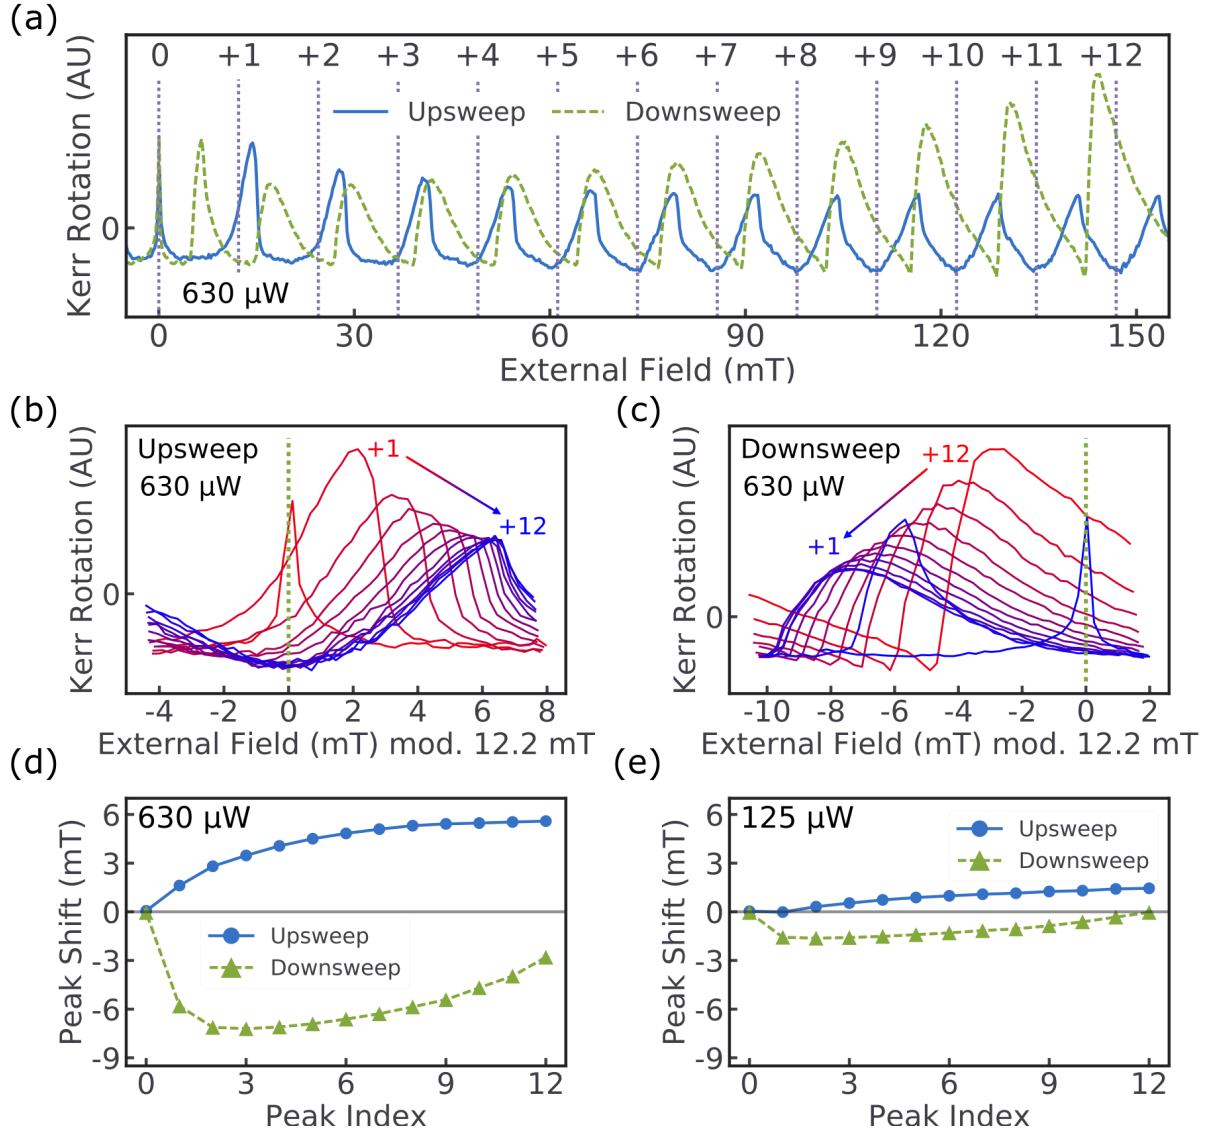 (a)
Kerr Rotation (AU)
0 +1 +2 +3 +4 +5 +6 +7 +8 +9 +10 +11 +12
Upsweep Downsweep
0
630 µW
0 30 60 90 120 150
External Field (mT)
(b)
Kerr Rotation (AU)
Upsweep
630 µW
+1
+12
0
-4 -2 0 2 4 6 8
External Field (mT) mod. 12.2 mT
(c)
Kerr Rotation (AU)
Downsweep
630 µW
+12
+1
0
-10 -8 -6 -4 -2 0 2
External Field (mT) mod. 12.2 mT
(d)
Peak Shift (mT)
630 µW
6
3
0
-3
-6
-9
Upsweep
Downsweep
0 3 6 9 12
Peak Index
(e)
Peak Shift (mT)
125 µW
Upsweep
Downsweep
6
3
0
-3
-6
-9
0 3 6 9 12
Peak Index